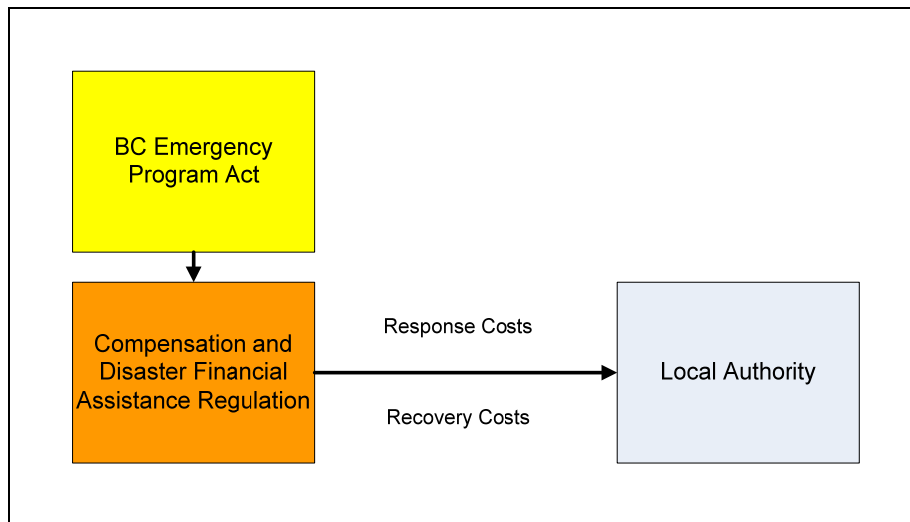 BC Emergency
Program Act
Compensation and
Disaster Financial
Assistance Regulation
Response Costs
Recovery Costs
Local Authority